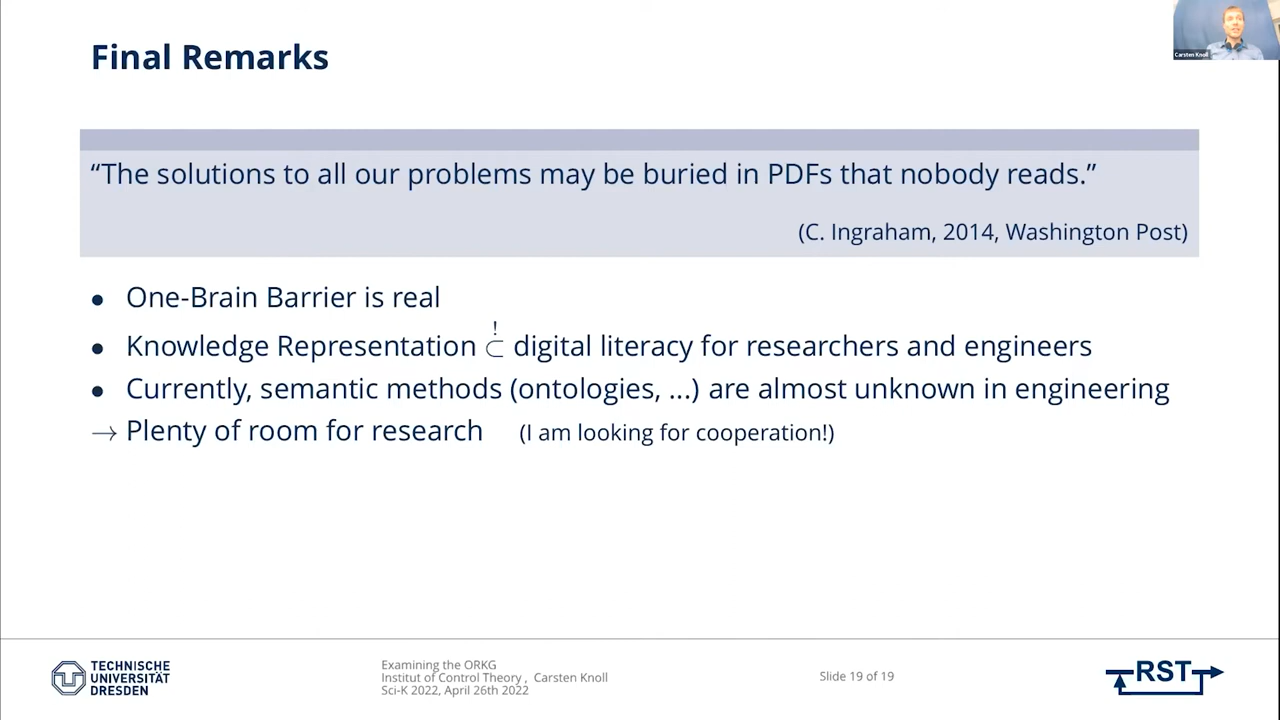 Final Remarks
Carsten Knoll
“The solutions to all our problems may be buried in PDFs that nobody reads.”
(C. Ingraham, 2014, Washington Post)
• One-Brain Barrier is real
• Knowledge Representation ⊂! digital literacy for researchers and engineers
• Currently, semantic methods (ontologies, ...) are almost unknown in engineering
→ Plenty of room for research (I am looking for cooperation!)
TECHNISCHE
UNIVERSITÄT
DRESDEN
Examining the ORKG
Institut of Control Theory , Carsten Knoll
Sci-K 2022, April 26th 2022
Slide 19 of 19
RST